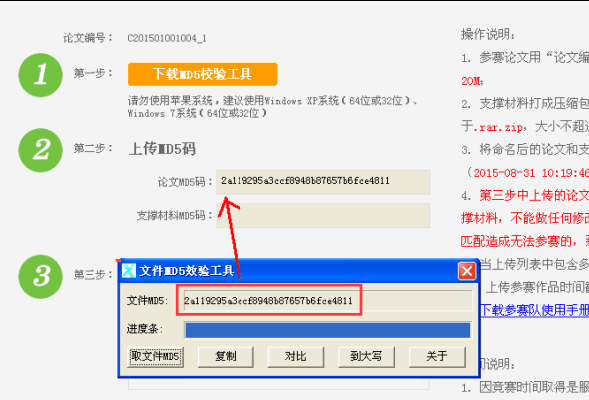 论文编号： C201501001004_1
1 第一步： 下载MD5校验工具
请勿使用苹果系统，建议使用Windows XP系统（64位或32位）、
Windows 7系统（64位或32位）
2 第二步： 上传MD5码
论文MD5码： 2a119295a3ccf8948b87657b6fce4811
支撑材料MD5码：
3 第三步：
文件MD5效验工具
文件MD5: 2a119295a3ccf8948b87657b6fce4811
进度条:
取文件MD5 复制 对比 到大写 关于
操作说明：
1. 参赛论文用“论文编
20M；
2. 支撑材料打成压缩包
于.rar.zip，大小不超过
3. 将命名后的论文和支
（2015-08-31 10:19:46
4. 第三步中上传的论文
撑材料，不能做任何修改
匹配造成无法参赛的，
当上传列表中包含多
上传参赛作品时间
下载参赛队使用手册
说明：
1. 因竞赛时间取得是服